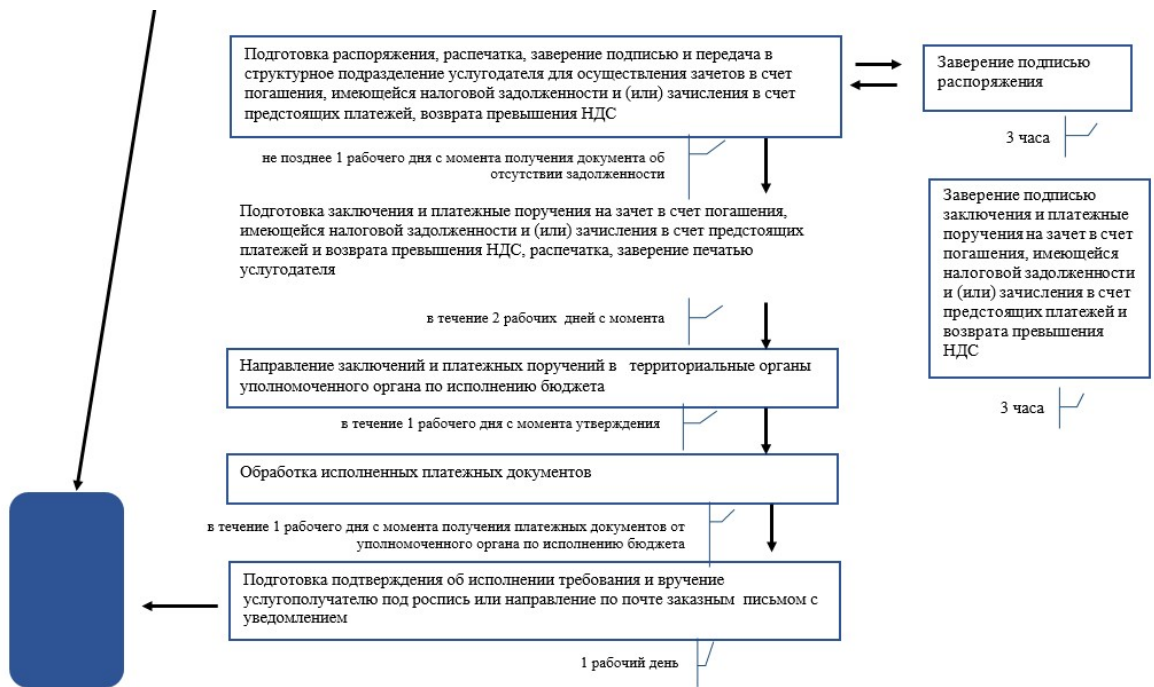 Подготовка распоряжения, распечатка, заверение подписью и передача в
структурное подразделение услугодателя для осуществления зачетов в счет
погашения, имеющейся налоговой задолженности и (или) зачисления в счет
предстоящих платежей, возврата превышения НДС
Заверение подписью
распоряжения
3 часа
не позднее 1 рабочего дня с момента получения документа об
отсутствии задолженности
Подготовка заключения и платежные поручения на зачет в счет погашения,
имеющейся налоговой задолженности и (или) зачисления в счет предстоящих
платежей и возврата превышения НДС, распечатка, заверение печатью
услугодателя
Заверение подписью
заключения и платежные
поручения на зачет в счет
погашения, имеющейся
налоговой задолженности
и (или) зачисления в счет
предстоящих платежей и
возврата превышения
НДС
3 часа
в течение 2 рабочих дней с момента
Направление заключений и платежных поручений в территориальные органы
уполномоченного органа по исполнению бюджета
в течение 1 рабочего дня с момента утверждения
Обработка исполненных платежных документов
в течение 1 рабочего дня с момента получения платежных документов от
уполномоченного органа по исполнению бюджета
Подготовка подтверждения об исполнении требования и вручение
услугополучателю под роспись или направление по почте заказным письмом с
уведомлением
1 рабочий день